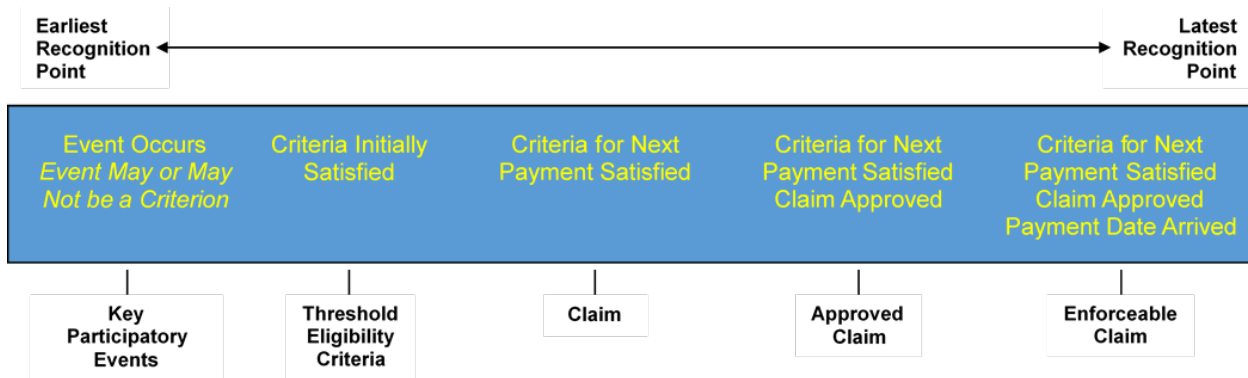 Earliest
Recognition
Point
Latest
Recognition
Point
Event Occurs
Event May or May
Not be a Criterion
Criteria Initially
Satisfied
Criteria for Next
Payment Satisfied
Criteria for Next
Payment Satisfied
Claim Approved
Criteria for Next
Payment Satisfied
Claim Approved
Payment Date Arrived
Key
Participatory
Events
Threshold
Eligibility
Criteria
Claim
Approved
Claim
Enforceable
Claim